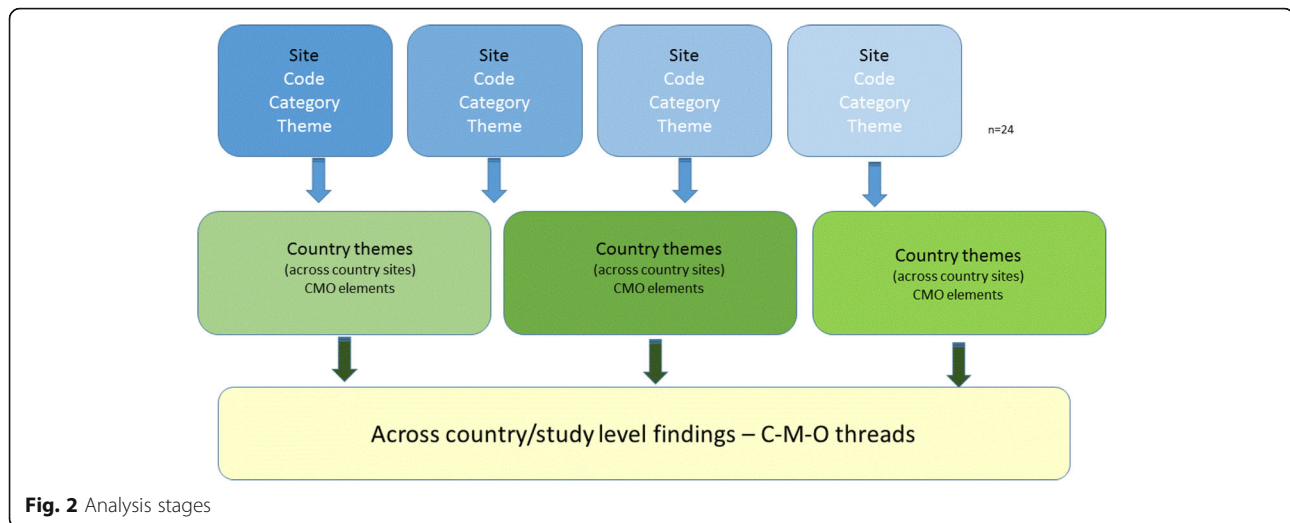 Site
Code
Category
Theme
Site
Code
Category
Theme
Site
Code
Category
Theme
Site
Code
Category
Theme
n=24
Country themes
(across country sites)
CMO elements
Country themes
(across country sites)
CMO elements
Country themes
(across country sites)
CMO elements
Across country/study level findings – C-M-O threads
Fig. 2 Analysis stages